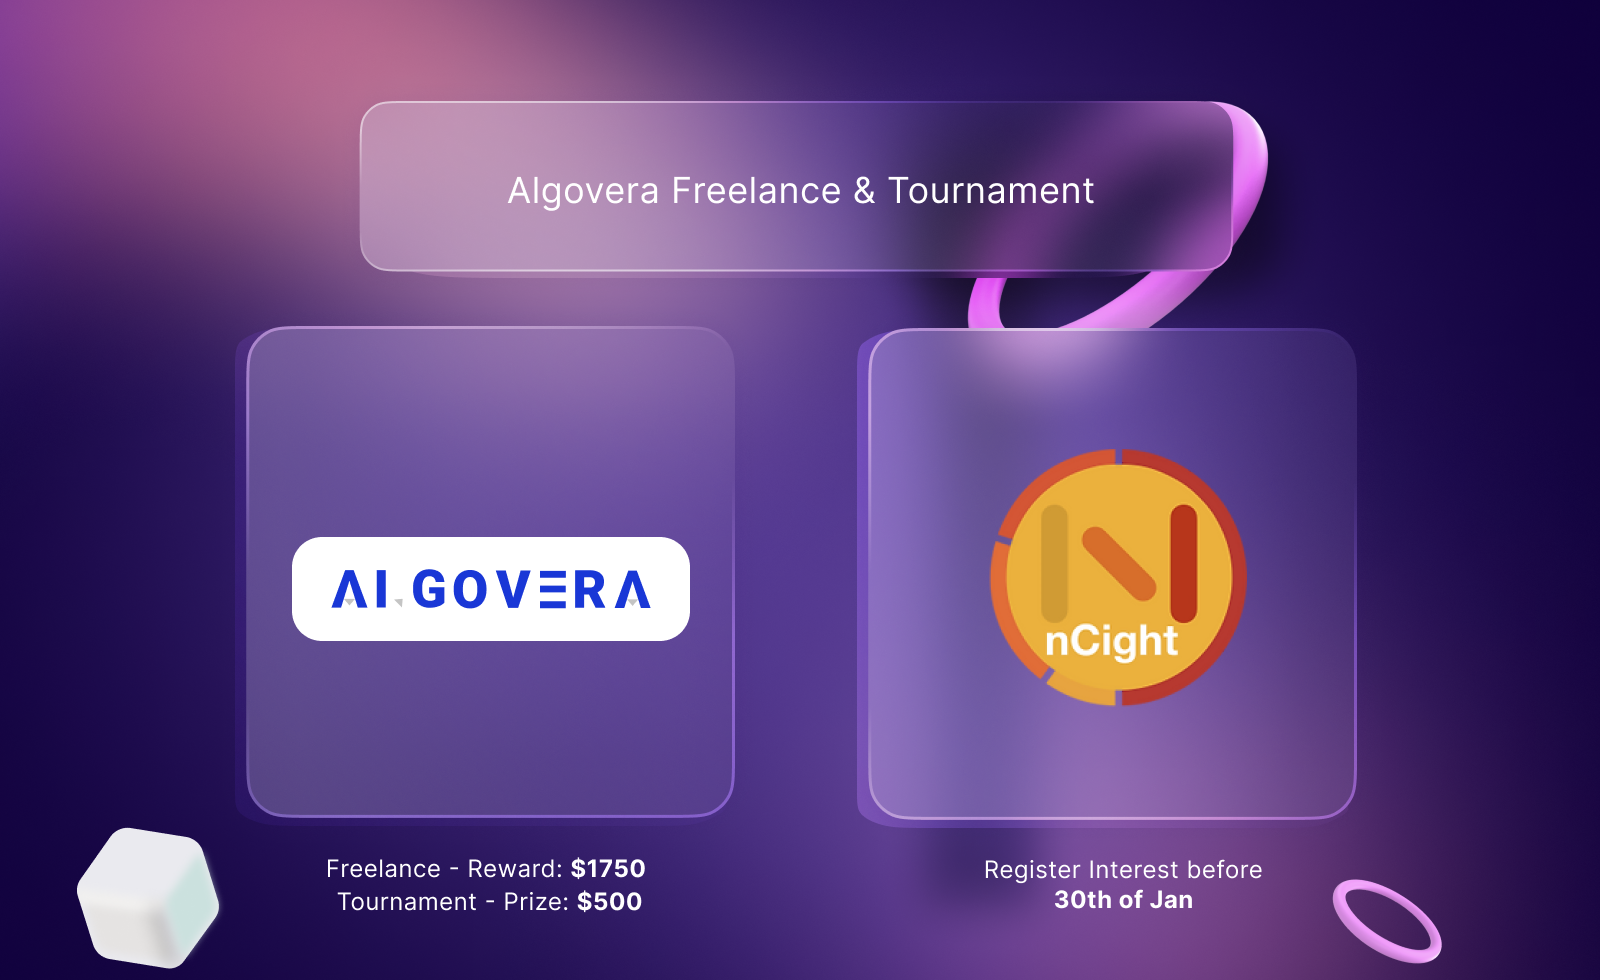 Algovera Freelance & Tournament
ALGOVERA
nCight
Freelance - Reward: $1750
Tournament - Prize: $500
Register Interest before
30th of Jan